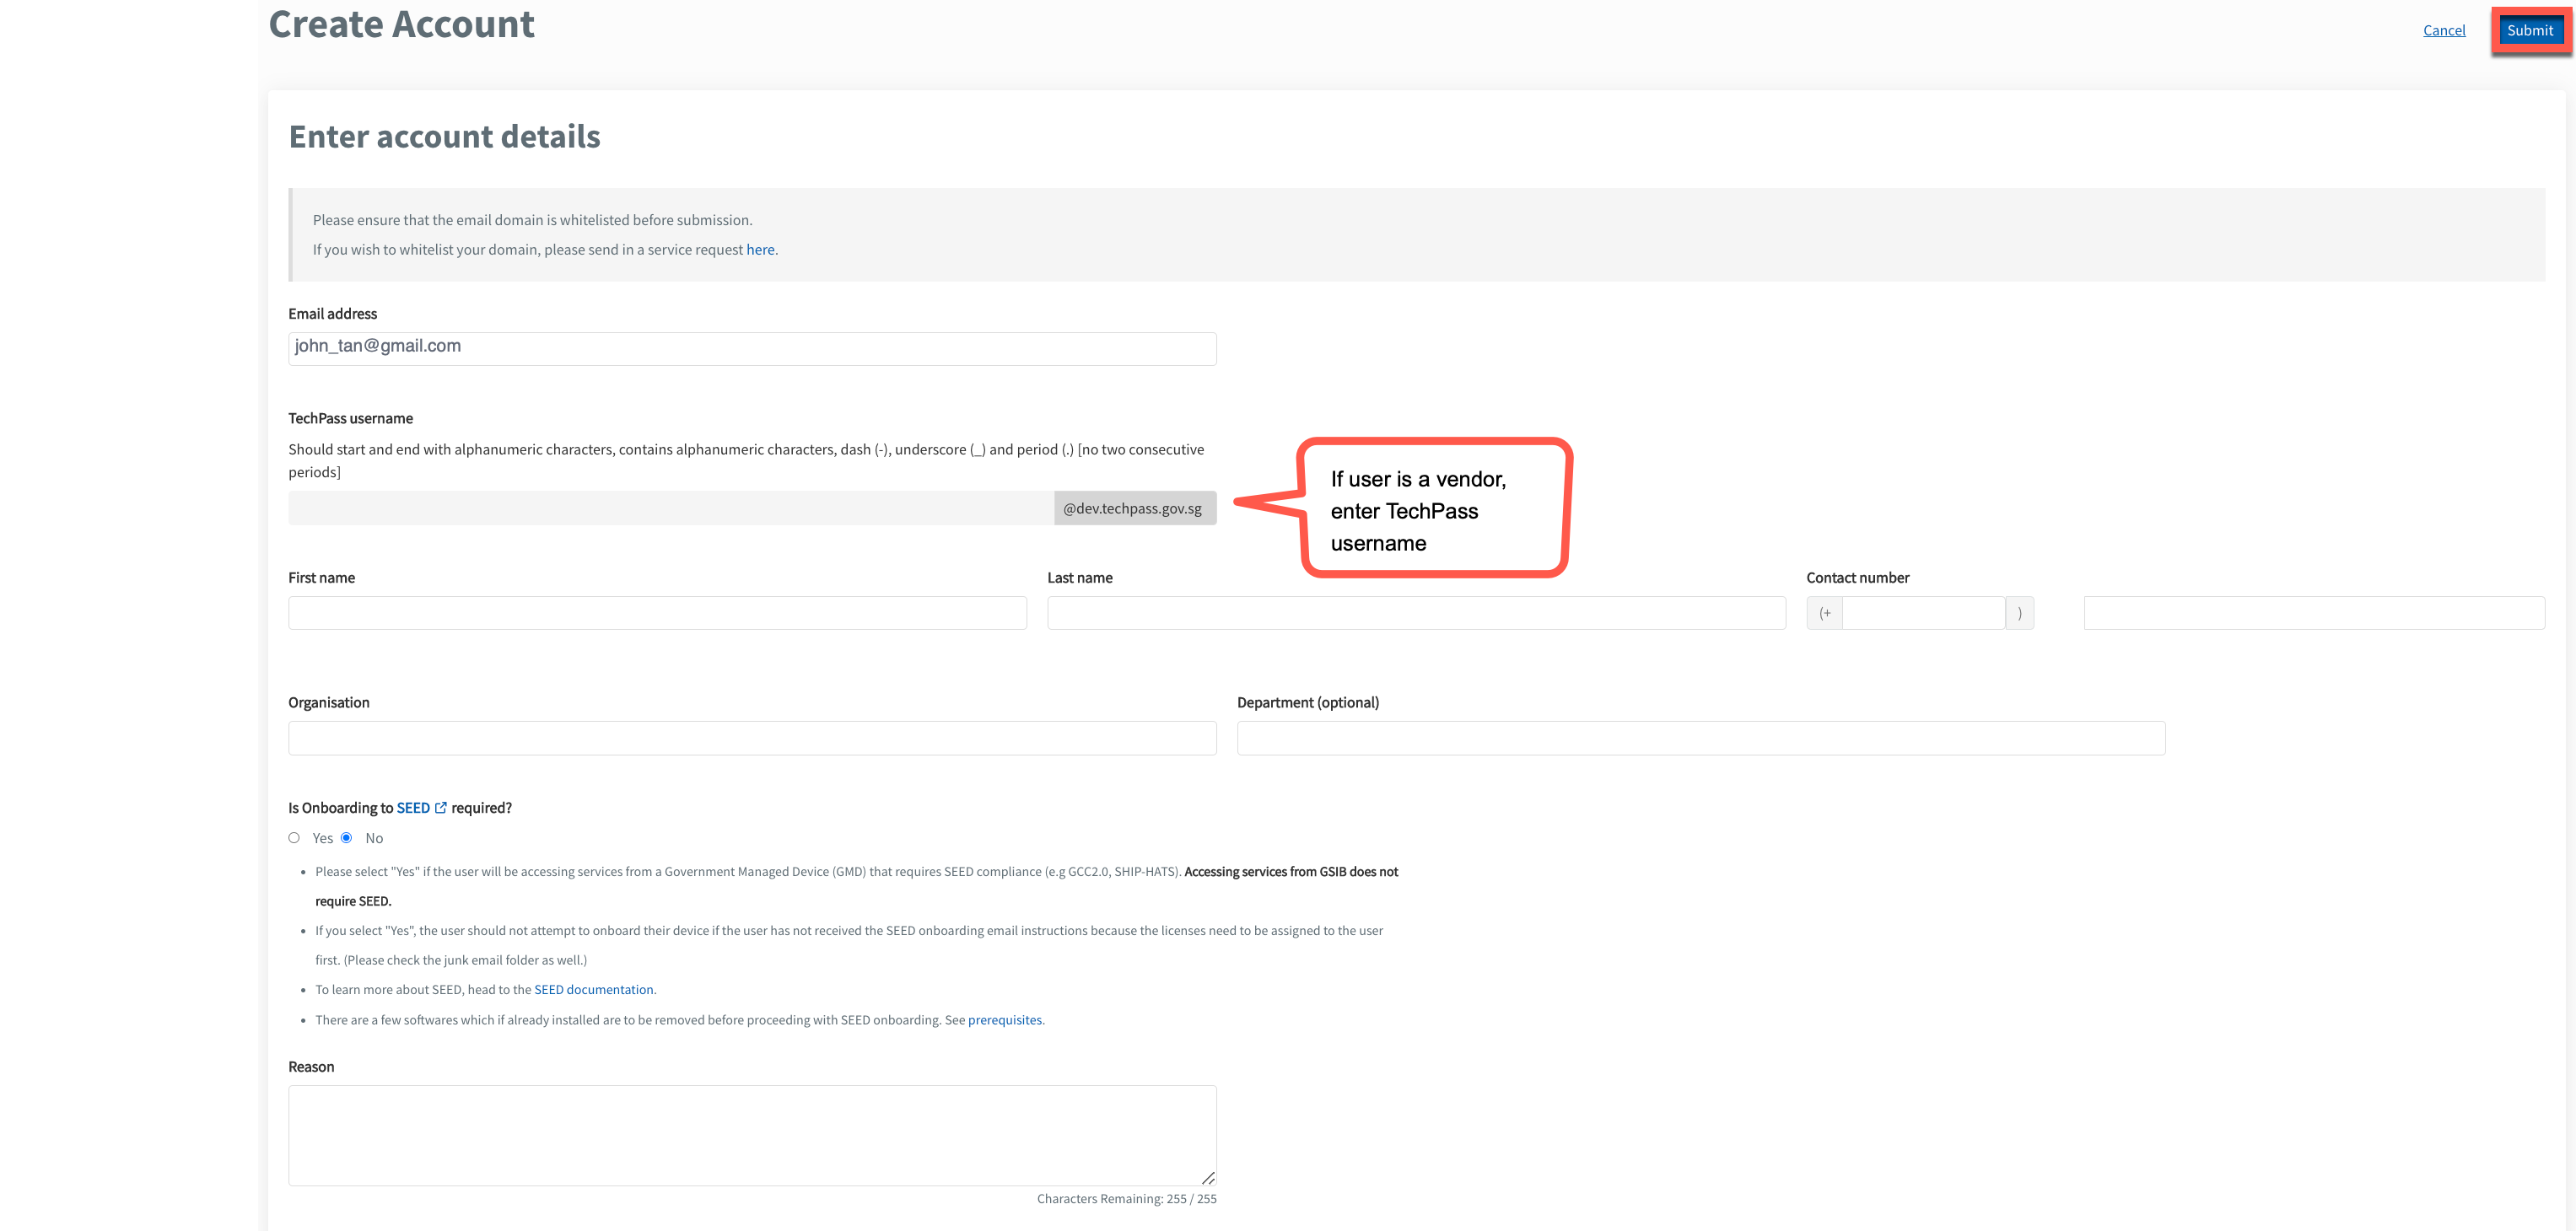 Create Account
Cancel
Submit
Enter account details
Please ensure that the email domain is whitelisted before submission.
If you wish to whitelist your domain, please send in a service request here.
Email address
john_tan@gmail.com
TechPass username
Should start and end with alphanumeric characters, contains alphanumeric characters, dash (-), underscore (_) and period (.) [no two consecutive
periods]
@dev.techpass.gov.sg
If user is a vendor,
enter TechPass
username
First name
Last name
Contact number
(+
)
Organisation
Department (optional)
Is Onboarding to SEED required?
Yes No
• Please select "Yes" if the user will be accessing services from a Government Managed Device (GMD) that requires SEED compliance (e.g GCC2.0, SHIP-HATS). Accessing services from GSIB does not
require SEED.
• If you select "Yes", the user should not attempt to onboard their device if the user has not received the SEED onboarding email instructions because the licenses need to be assigned to the user
first. (Please check the junk email folder as well.)
• To learn more about SEED, head to the SEED documentation.
• There are a few softwares which if already installed are to be removed before proceeding with SEED onboarding. See prerequisites.
Reason
Characters Remaining: 255 / 255